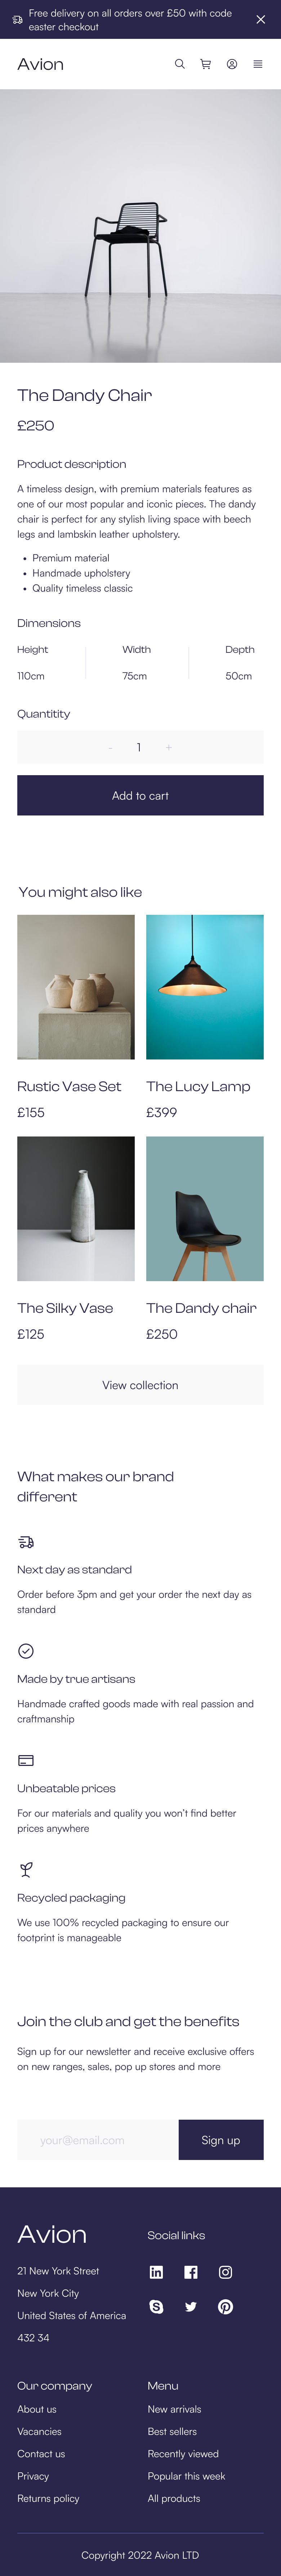 Free delivery on all orders over £50 with code
easter checkout
Avion
The Dandy Chair
£250
Product description
A timeless design, with premium materials features as
one of our most popular and iconic pieces. The dandy
chair is perfect for any stylish living space with beech
legs and lambskin leather upholstery.
• Premium material
• Handmade upholstery
• Quality timeless classic
Dimensions
Height Width Depth
110cm 75cm 50cm
Quantitity
- 1 +
Add to cart
You might also like
Rustic Vase Set
£155
The Lucy Lamp
£399
The Silky Vase
£125
The Dandy chair
£250
View collection
What makes our brand
different
Next day as standard
Order before 3pm and get your order the next day as
standard
Made by true artisans
Handmade crafted goods made with real passion and
craftmanship
Unbeatable prices
For our materials and quality you won’t find better
prices anywhere
Recycled packaging
We use 100% recycled packaging to ensure our
footprint is manageable
Join the club and get the benefits
Sign up for our newsletter and receive exclusive offers
on new ranges, sales, pop up stores and more
your@email.com
Sign up
Avion
21 New York Street
New York City
United States of America
432 34
Social links
Our company
About us
Vacancies
Contact us
Privacy
Returns policy
Menu
New arrivals
Best sellers
Recently viewed
Popular this week
All products
Copyright 2022 Avion LTD